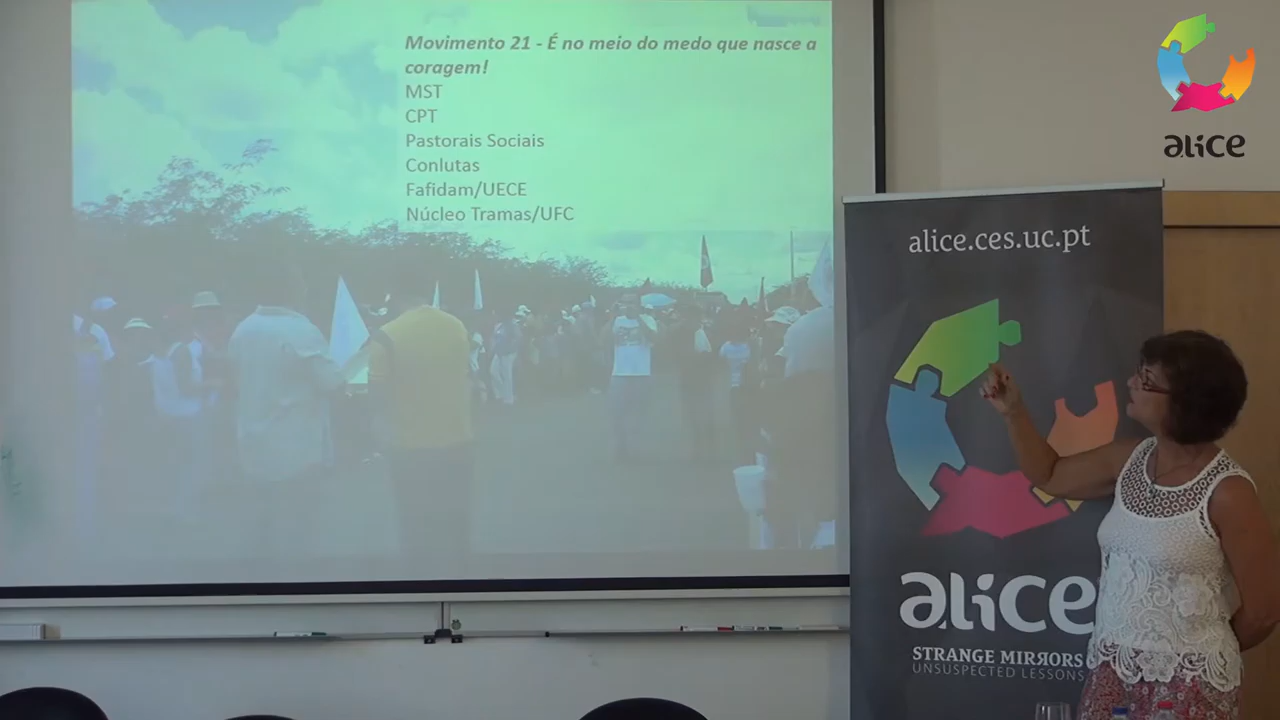 Movimento 21 - É no meio do medo que nasce a
coragem!
MST
CPT
Pastorais Sociais
Conlutas
Fafidam/UECE
Núcleo Tramas/UFC
alice
alice.ces.uc.pt
alice
STRANGE MIRRORS
UNSUSPECTED LESSONS